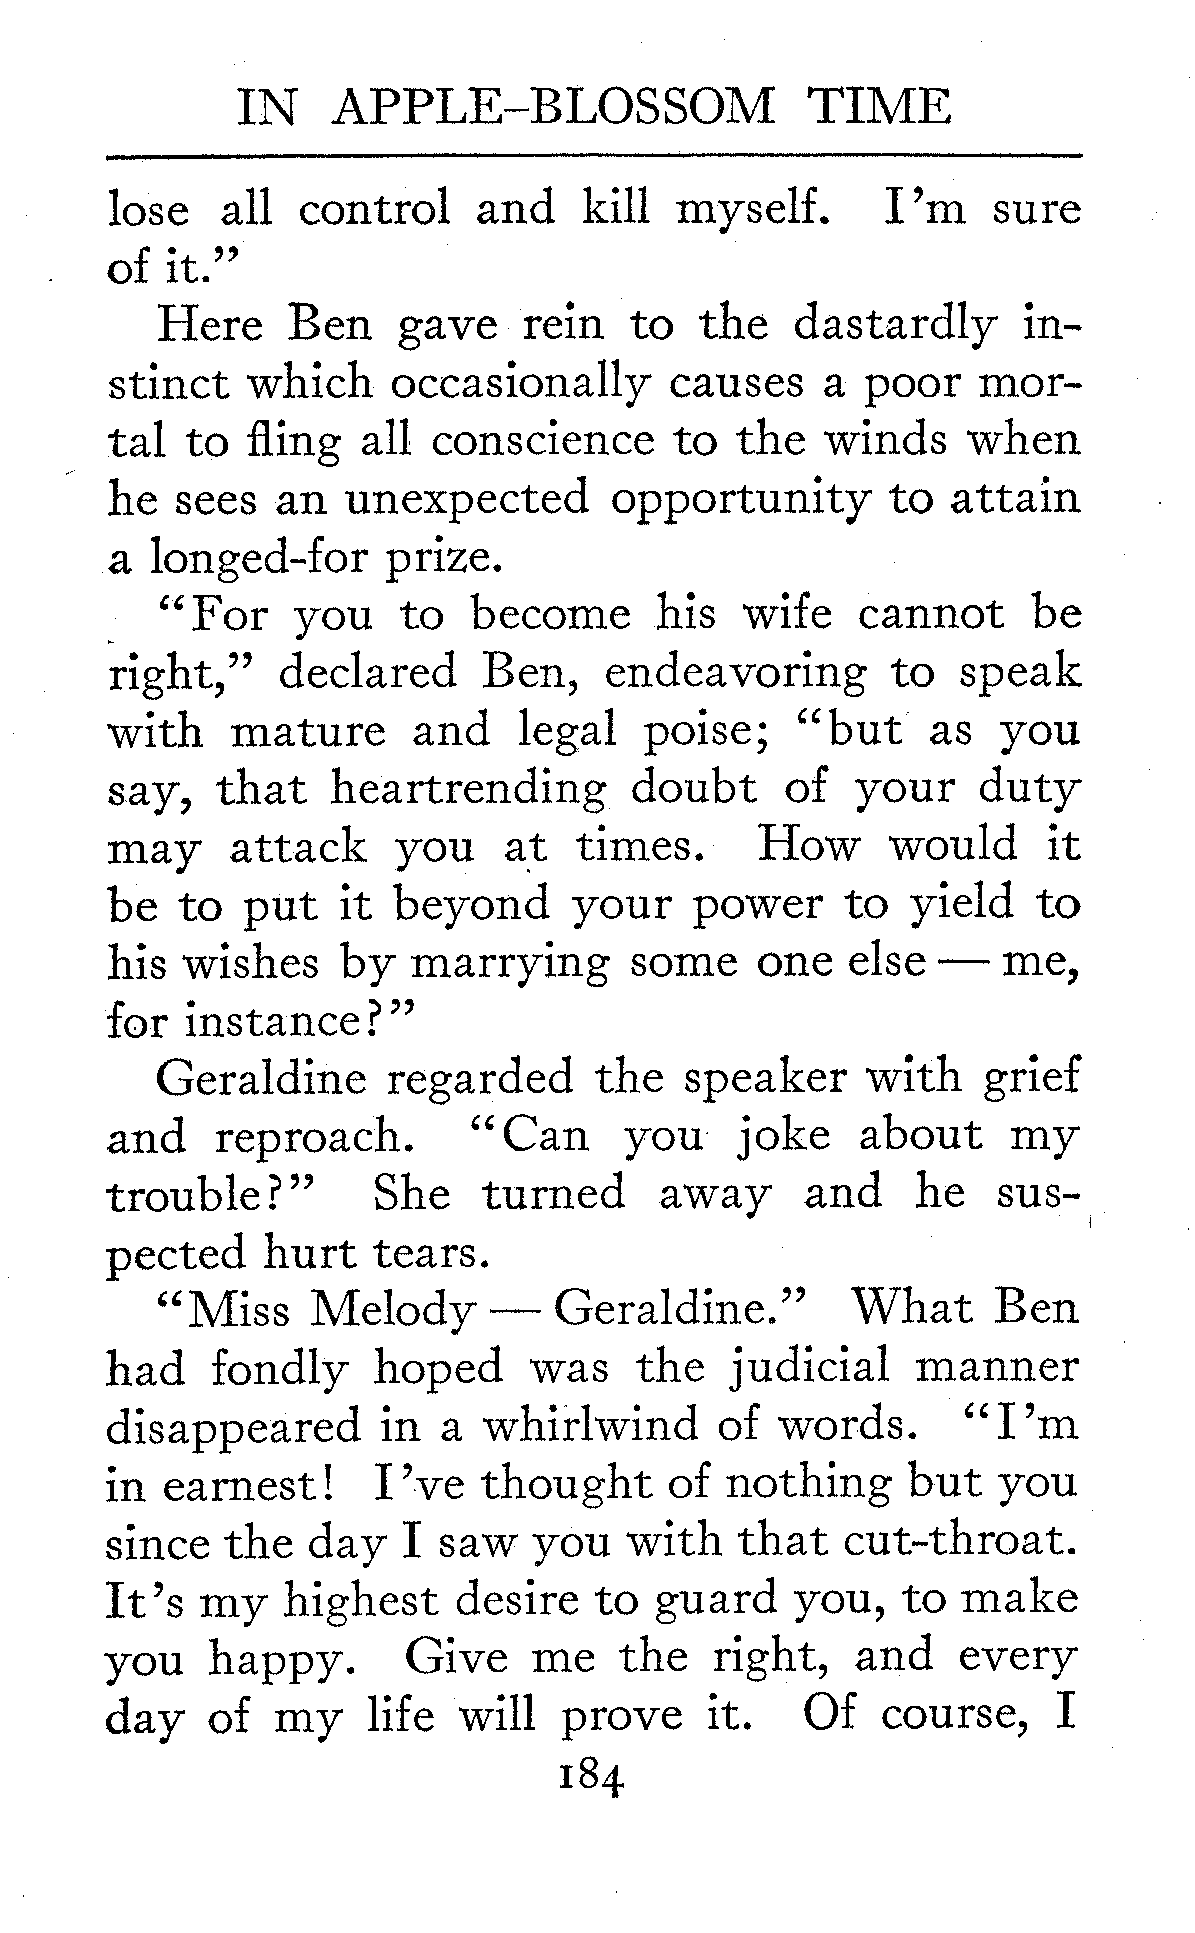 IN APPLE-BLOSSOM TIME
lose all control and kill myself. I'm sure
of it."
Here Ben gave rein to the dastardly in-
stinct which occasionally causes a poor mor-
tal to fling all conscience to the winds when
he sees an unexpected opportunity to attain
a longed-for prize.
"For you to become his wife cannot be
right," declared Ben, endeavoring to speak
with mature and legal poise; "but as you
say, that heartrending doubt of your duty
may attack you at times. How would it
be to put it beyond your power to yield to
his wishes by marrying some one else — me,
for instance?"
Geraldine regarded the speaker with grief
and reproach. "Can you joke about my
trouble?" She turned away and he sus-
pected hurt tears.
"Miss Melody — Geraldine." What Ben
had fondly hoped was the judicial manner
disappeared in a whirlwind of words. "I'm
in earnest! I've thought of nothing but you
since the day I saw you with that cut-throat.
It's my highest desire to guard you, to make
you happy. Give me the right, and every
day of my life will prove it. Of course, I
184